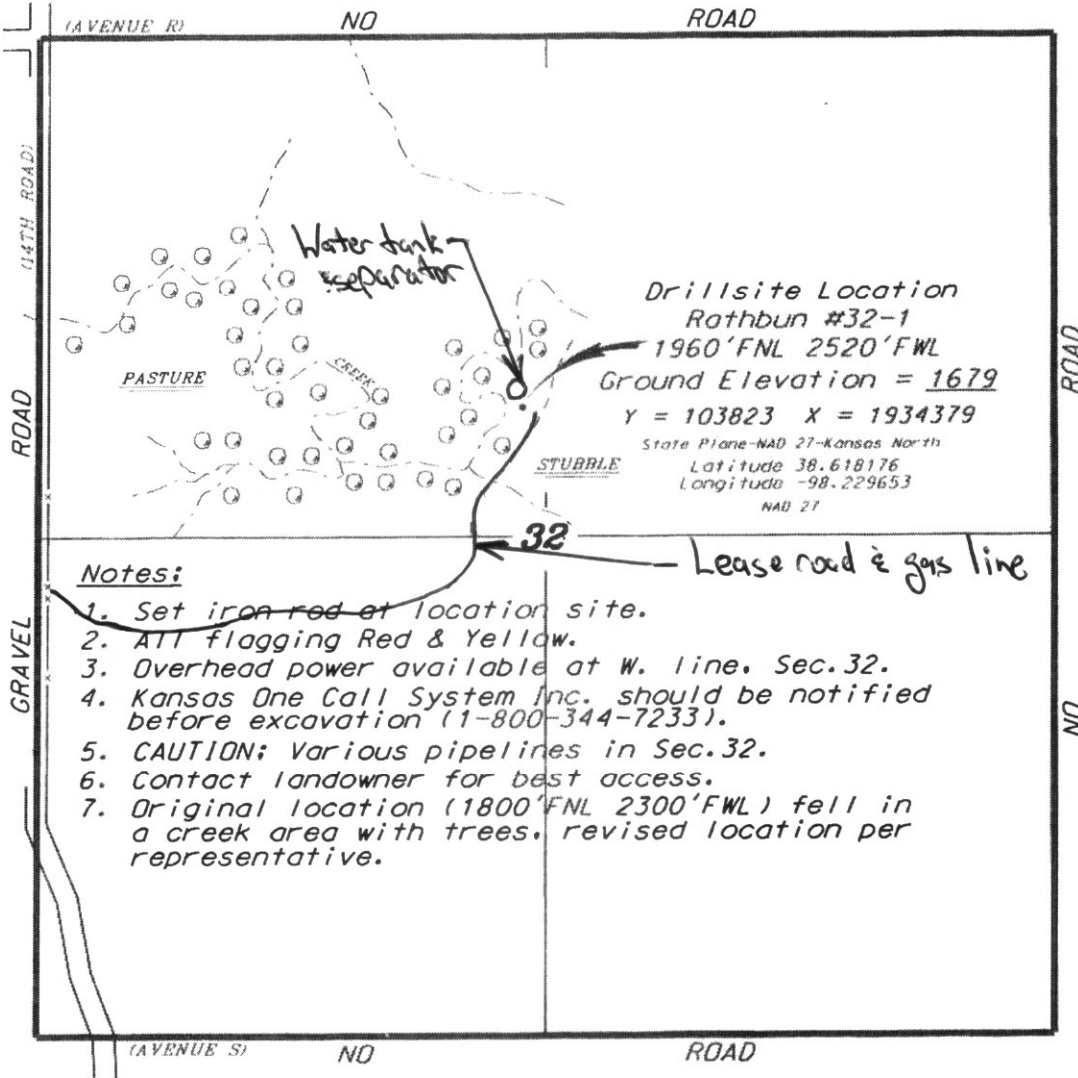 (AVENUE R) NO ROAD
(14TH ROAD)
Water tank
& separator
Drillsite Location
Rathbun #32-1
1960'FNL 2520'FWL
Ground Elevation = 1679
Y = 103823 X = 1934379
State Plane-NAD 27-Kansas North
Latitude 38.618176
Longitude -98.229653
NAD 27
PASTURE
CREEK
STUBBLE
ROAD
ROAD
32
Lease road & gas line
Notes:
1. Set iron rod at location site.
2. All flagging Red & Yellow.
3. Overhead power available at W. line. Sec.32.
4. Kansas One Call System Inc. should be notified
before excavation (1-800-344-7233).
5. CAUTION: Various pipelines in Sec.32.
6. Contact landowner for best access.
7. Original location (1800'FNL 2300'FWL) fell in
a creek area with trees. revised location per
representative.
GRAVEL
NO
(AVENUE S) NO ROAD